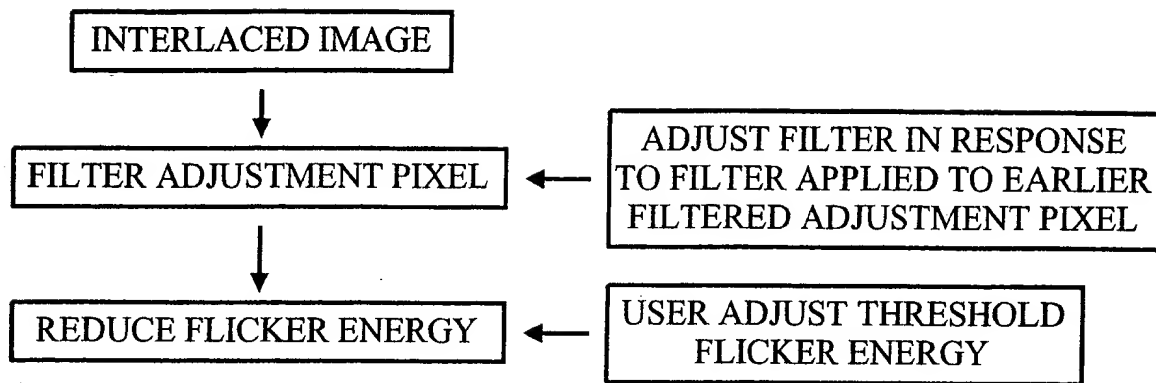 INTERLACED IMAGE
FILTER ADJUSTMENT PIXEL
ADJUST FILTER IN RESPONSE
TO FILTER APPLIED TO EARLIER
FILTERED ADJUSTMENT PIXEL
REDUCE FLICKER ENERGY
USER ADJUST THRESHOLD
FLICKER ENERGY